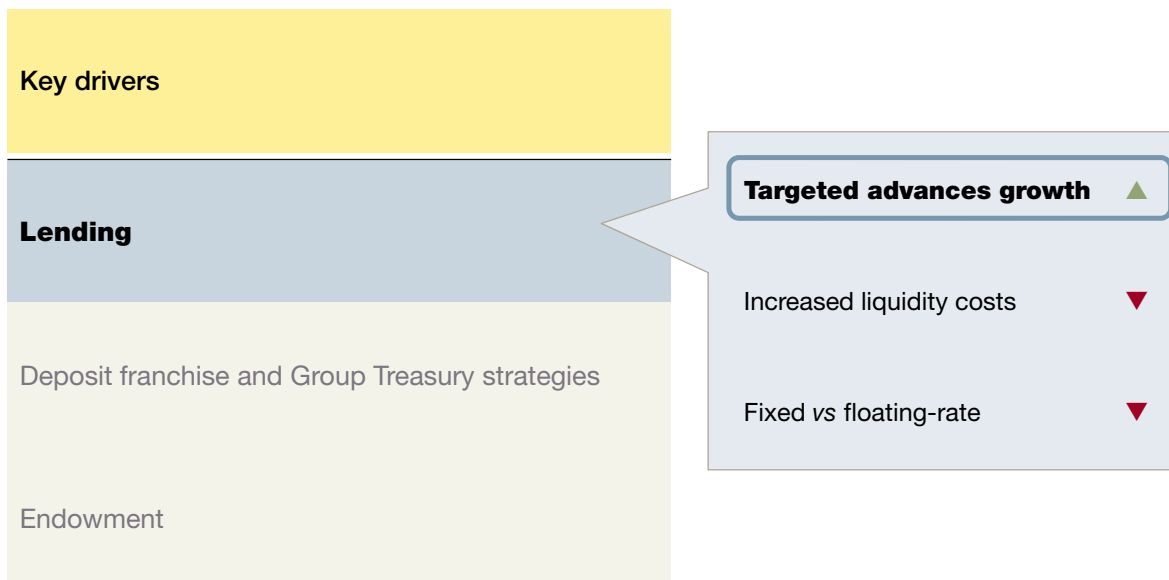 Key drivers
Lending
Deposit franchise and Group Treasury strategies
Endowment
Targeted advances growth ▲
Increased liquidity costs ▼
Fixed vs floating-rate ▼